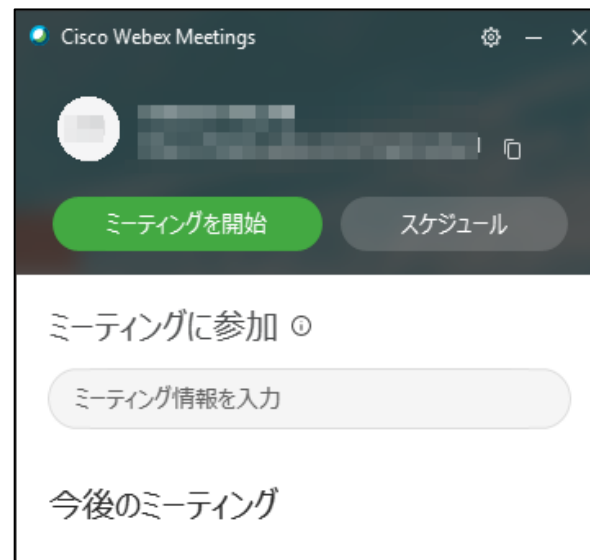 Cisco Webex Meetings
ミーティングを開始
スケジュール
ミーティングに参加
ミーティング情報を入力
今後のミーティング